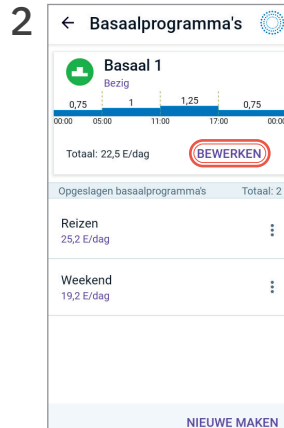 2
Basaalprogramma's
Basaal 1
Bezig
0,75 1 1,25 0,75
00:00 05:00 11:00 17:00 00:00
Totaal: 22,5 E/dag BEWERKEN
Opgeslagen basaalprogramma's Totaal: 2
Reizen
25,2 E/dag
Weekend
19,2 E/dag
NIEUWE MAKEN